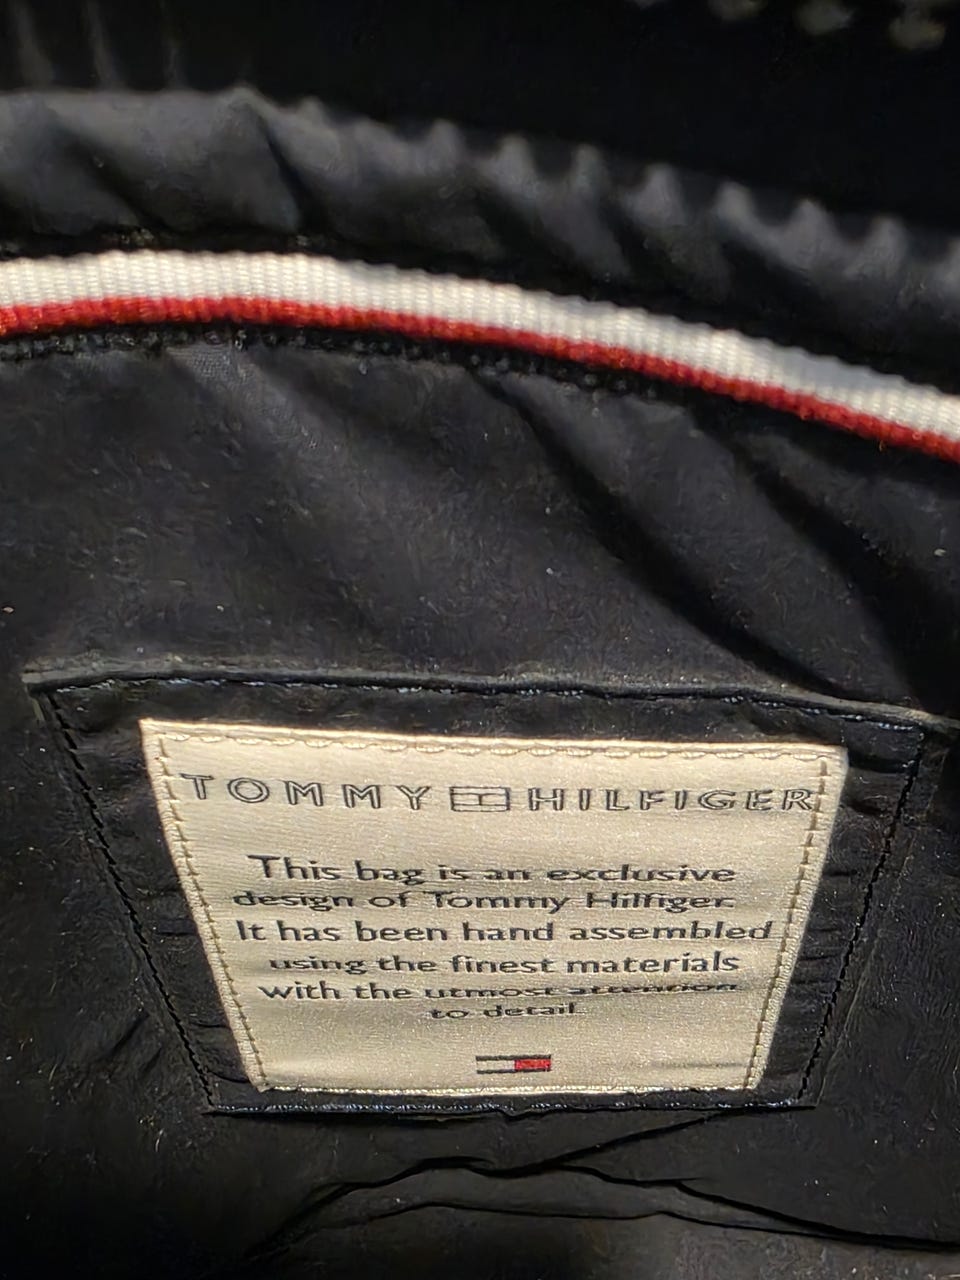 TOMMY HILFIGER
This bag is an exclusive
design of Tommy Hilfiger.
It has been hand assembled
using the finest materials
with the utmost attention
to detail.